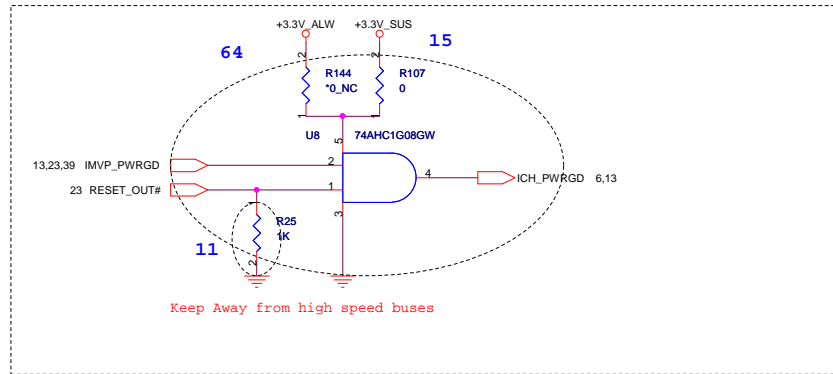 +3.3V_ALW +3.3V_SUS
64 15
2 2
R144 R107
*0_NC 0
1 1
U8 74AHC1G08GW
5
13,23,39 IMVP_PWRGD 2
4 ICH_PWRGD 6,13
23 RESET_OUT# 1
1 3
R25
1K
11
2
Keep Away from high speed buses